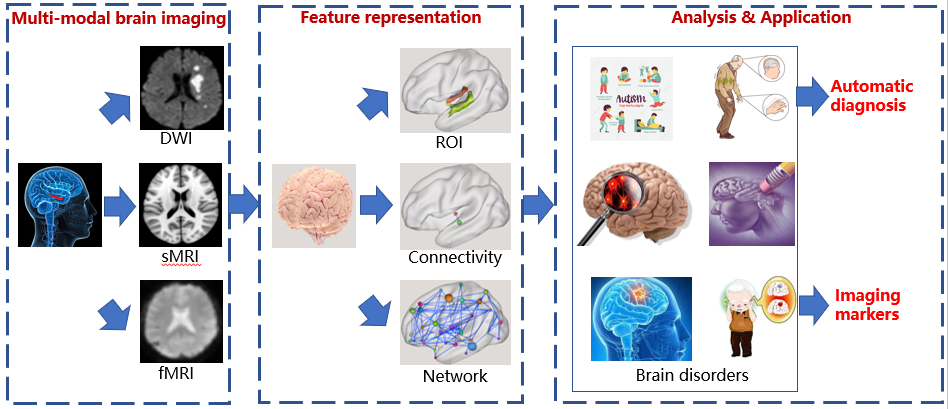 Multi-modal brain imaging
Feature representation
Analysis & Application
DWI
sMRI
fMRI
ROI
Connectivity
Network
AUTISM
Brain disorders
Automatic
diagnosis
Imaging
markers